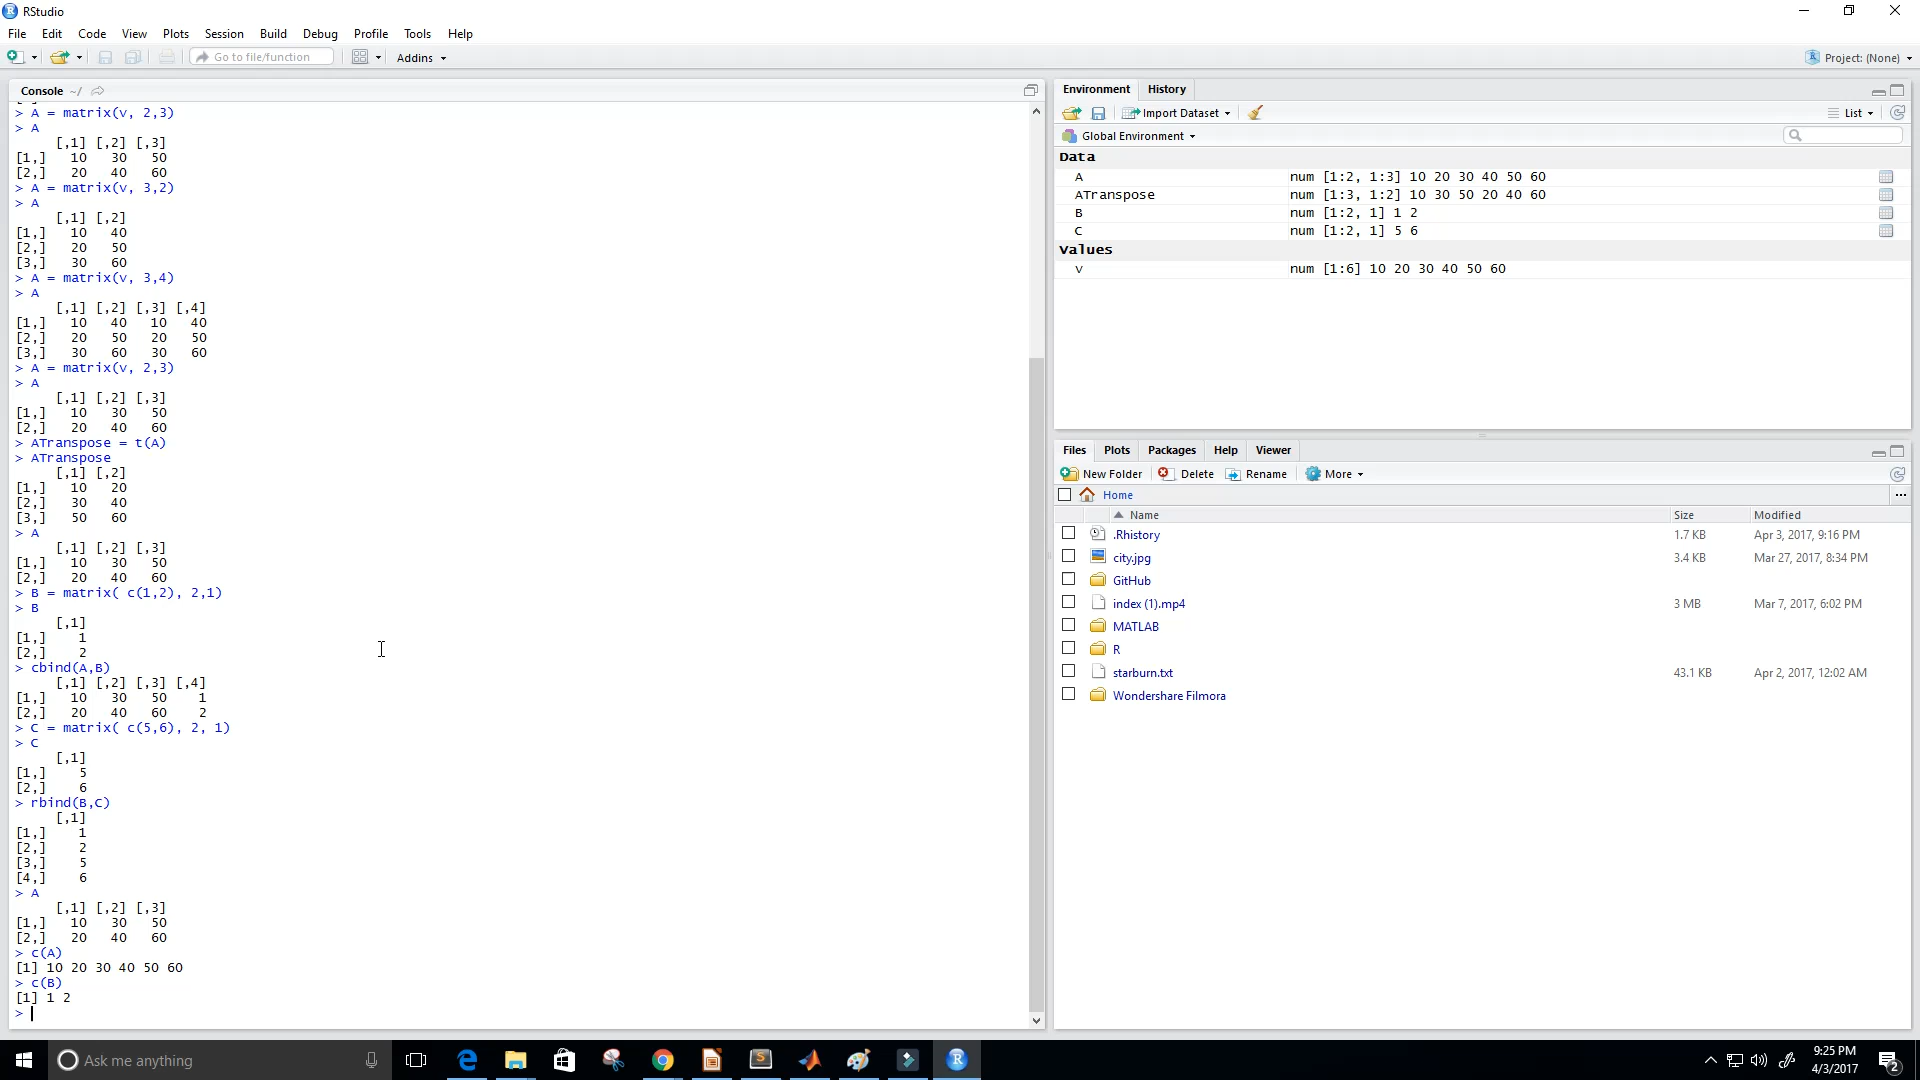 RStudio
File Edit Code View Plots Session Build Debug Profile Tools Help
Go to file/function Addins Project: (None)
Console ~/
> A = matrix(v, 2,3)
> A
[,1] [,2] [,3]
[1,] 10 30 50
[2,] 20 40 60
> A = matrix(v, 3,2)
> A
[,1] [,2]
[1,] 10 40
[2,] 20 50
[3,] 30 60
> A = matrix(v, 3,4)
> A
[,1] [,2] [,3] [,4]
[1,] 10 40 10 40
[2,] 20 50 20 50
[3,] 30 60 30 60
> A = matrix(v, 2,3)
> A
[,1] [,2] [,3]
[1,] 10 30 50
[2,] 20 40 60
> ATranspose = t(A)
> ATranspose
[,1] [,2]
[1,] 10 20
[2,] 30 40
[3,] 50 60
> A
[,1] [,2] [,3]
[1,] 10 30 50
[2,] 20 40 60
> B = matrix( c(1,2), 2,1)
> B
[,1]
[1,] 1
[2,] 2
> cbind(A,B)
[,1] [,2] [,3] [,4]
[1,] 10 30 50 1
[2,] 20 40 60 2
> C = matrix( c(5,6), 2, 1)
> C
[,1]
[1,] 5
[2,] 6
> rbind(B,C)
[,1]
[1,] 1
[2,] 2
[3,] 5
[4,] 6
> A
[,1] [,2] [,3]
[1,] 10 30 50
[2,] 20 40 60
> c(A)
[1] 10 20 30 40 50 60
> c(B)
[1] 1 2
>
Environment History
Import Dataset List
Global Environment
Data
A num [1:2, 1:3] 10 20 30 40 50 60
ATranspose num [1:3, 1:2] 10 30 50 20 40 60
B num [1:2, 1] 1 2
C num [1:2, 1] 5 6
Values
v num [1:6] 10 20 30 40 50 60
Files Plots Packages Help Viewer
New Folder Delete Rename More
Home ...
Name Size Modified
.Rhistory 1.7 KB Apr 3, 2017, 9:16 PM
city.jpg 3.4 KB Mar 27, 2017, 8:34 PM
GitHub
index (1).mp4 3 MB Mar 7, 2017, 6:02 PM
MATLAB
R
starburn.txt 43.1 KB Apr 2, 2017, 12:02 AM
Wondershare Filmora
Ask me anything
9:25 PM
4/3/2017
2